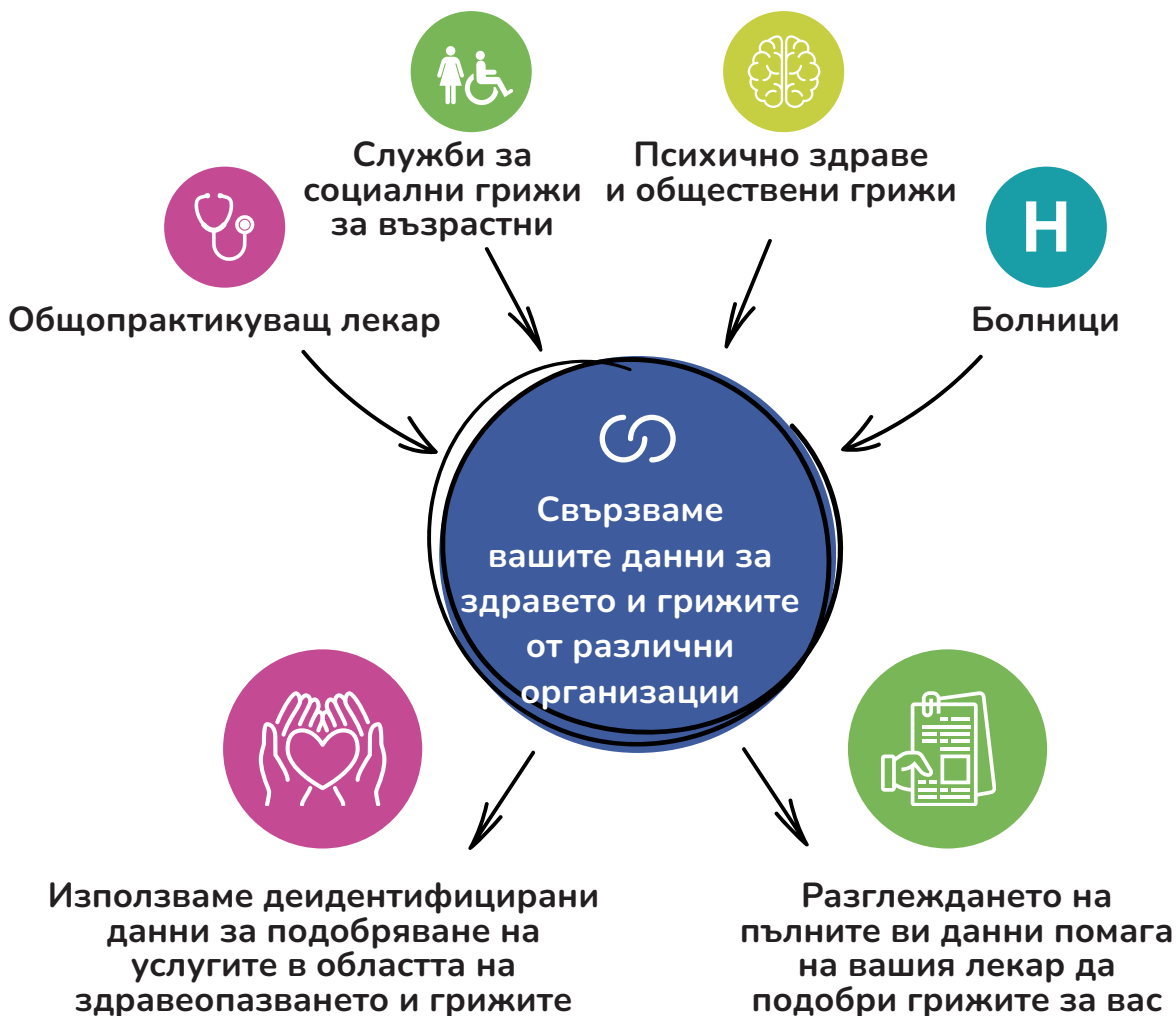 Служби за
социални грижи
за възрастни
Психично здраве
и обществени грижи
Общопрактикуващ лекар
H
Болници
Свързваме
вашите данни за
здравето и грижите
от различни
организации
Използваме деидентифицирани
данни за подобряване на
услугите в областта на
здравеопазването и грижите
Разглеждането на
пълните ви данни помага
на вашия лекар да
подобри грижите за вас